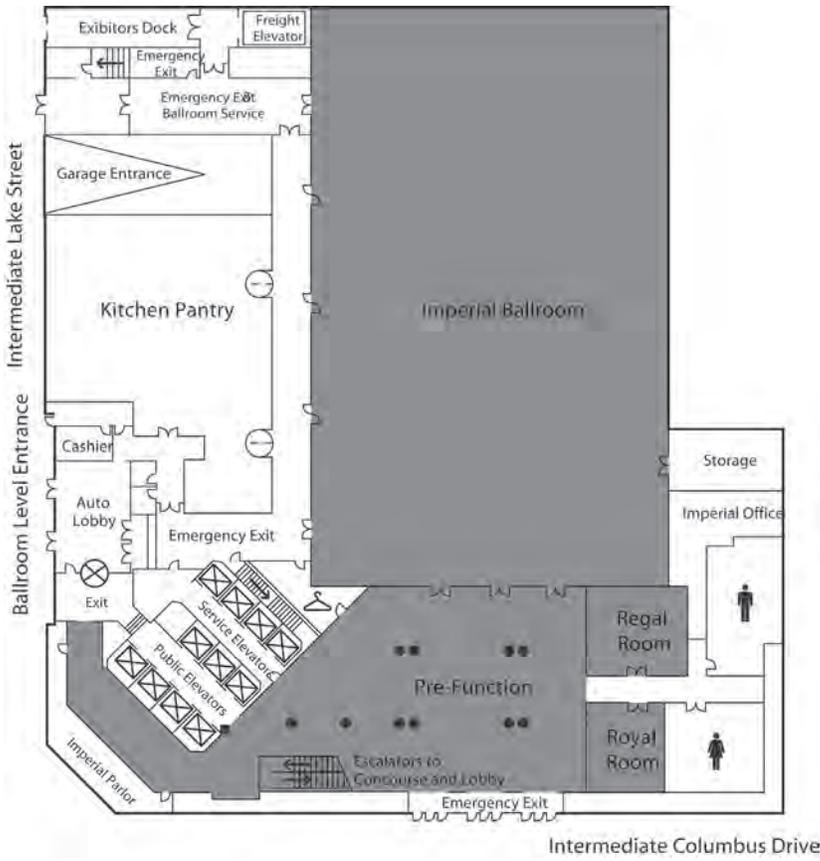 Exibitors Dock
Freight
Elevator
Emergency
Exit
Emergency Exit
&
Ballroom Service
Garage Entrance
Intermediate Lake Street
Kitchen Pantry
Imperial Ballroom
Ballroom Level Entrance
Cashier
Storage
Auto
Lobby
Imperial Office
Emergency Exit
Exit
Service Elevator
Public Elevators
Regal
Room
Pre-Function
Royal
Room
Imperial Parlor
Escalators to
Concourse and Lobby
Emergency Exit
Intermediate Columbus Drive